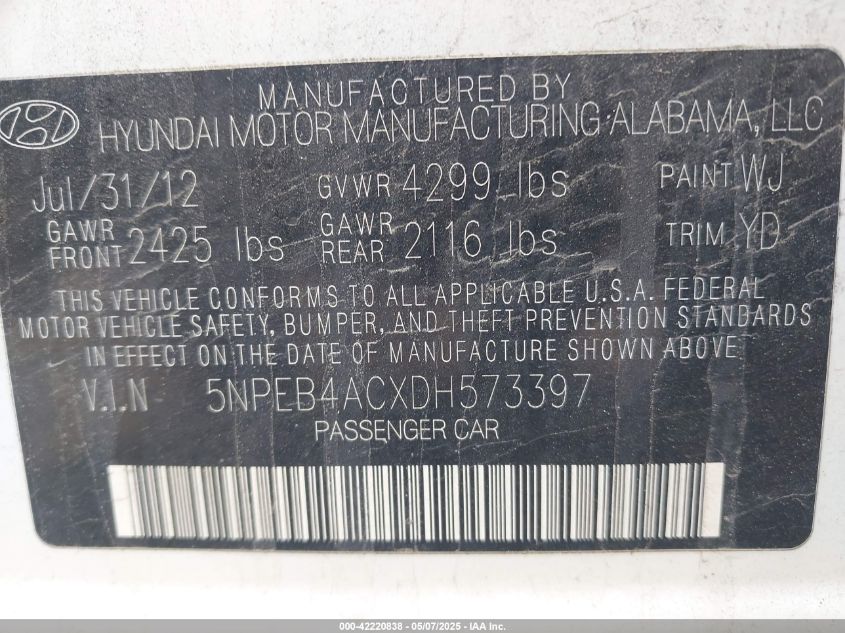 MANUFACTURED BY
HYUNDAI MOTOR MANUFACTURING ALABAMA, LLC
Jul/31/12 GVWR 4299 lbs PAINT WJ
GAWR FRONT 2425 lbs GAWR REAR 2116 lbs TRIM YD
THIS VEHICLE CONFORMS TO ALL APPLICABLE U.S.A. FEDERAL
MOTOR VEHICLE SAFETY, BUMPER, AND THEFT PREVENTION STANDARDS
IN EFFECT ON THE DATE OF MANUFACTURE SHOWN ABOVE
V.I.N 5NPEB4ACXDH573397
PASSENGER CAR
000-42220838 - 05/07/2025 - IAA Inc.